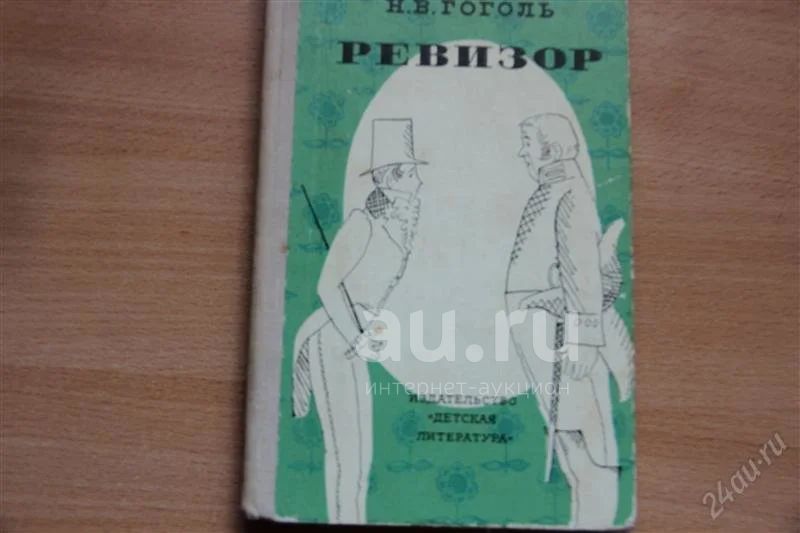 Н.В.ГОГОЛЬ
РЕВИЗОР
au.ru
интернет-аукцион
ИЗДАТЕЛЬСТВО
«ДЕТСКАЯ
ЛИТЕРАТУРА»
24au.ru